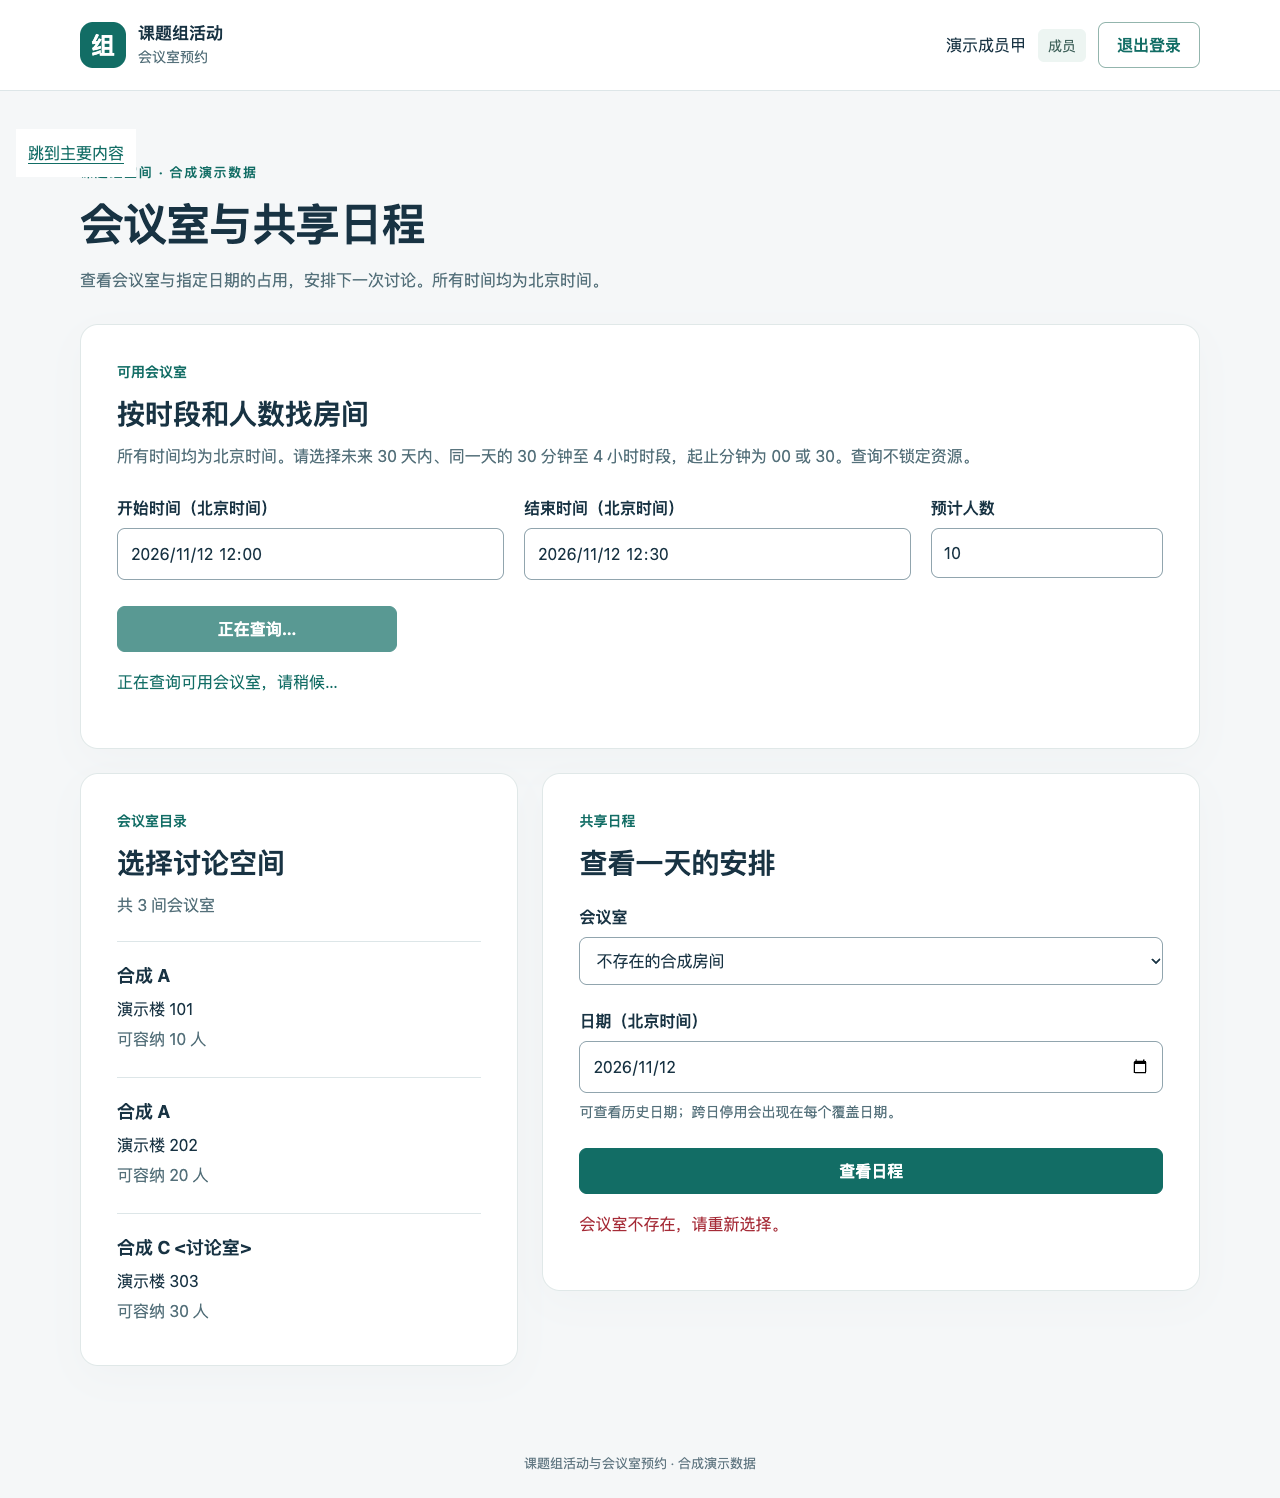 组
课题组活动
会议室预约
演示成员甲
成员
退出登录
跳到主要内容
间 · 合成演示数据
会议室与共享日程
查看会议室与指定日期的占用，安排下一次讨论。所有时间均为北京时间。
可用会议室
按时段和人数找房间
所有时间均为北京时间。请选择未来 30 天内、同一天的 30 分钟至 4 小时时段，起止分钟为 00 或 30。查询不锁定资源。
开始时间（北京时间）
结束时间（北京时间）
预计人数
2026/11/12 12:00
2026/11/12 12:30
10
正在查询...
正在查询可用会议室，请稍候...
会议室目录
选择讨论空间
共 3 间会议室
合成 A
演示楼 101
可容纳 10 人
合成 A
演示楼 202
可容纳 20 人
合成 C <讨论室>
演示楼 303
可容纳 30 人
共享日程
查看一天的安排
会议室
不存在的合成房间
日期（北京时间）
2026/11/12
可查看历史日期；跨日停用会出现在每个覆盖日期。
查看日程
会议室不存在，请重新选择。
课题组活动与会议室预约 · 合成演示数据